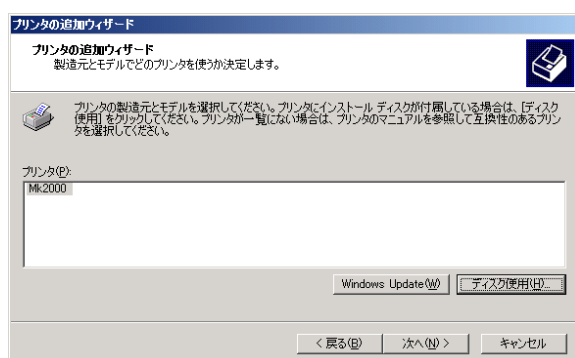 プリンタの追加ウィザード
プリンタの追加ウィザード
製造元とモデルでどのプリンタを使うか決定します。
プリンタの製造元とモデルを選択してください。プリンタにインストール ディスクが付属している場合は、[ディスク
使用] をクリックしてください。プリンタが一覧にない場合は、プリンタのマニュアルを参照して互換性のあるプリン
タを選択してください。
プリンタ(P):
Mk2000
Windows Update(W) ディスク使用(H)...
< 戻る(B) 次へ(N) > キャンセル